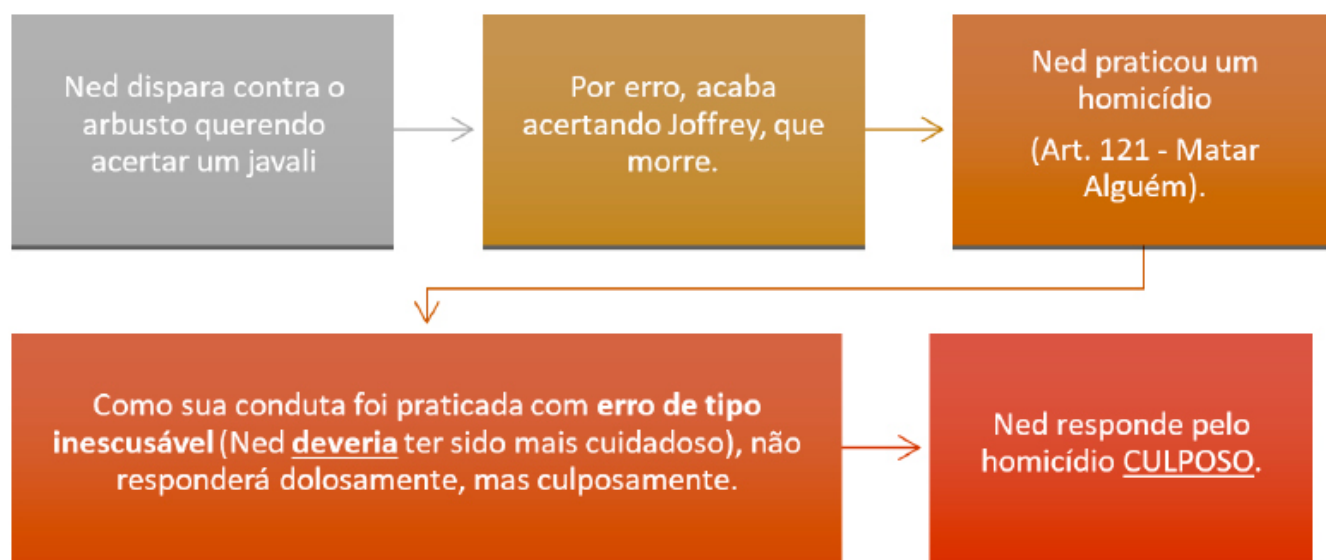 Ned dispara contra o
arbusto querendo
acertar um javali
Por erro, acaba
acertando Joffrey, que
morre.
Ned praticou um
homicídio
(Art. 121 - Matar
Alguém).
Como sua conduta foi praticada com erro de tipo
inescusável (Ned deveria ter sido mais cuidadoso), não
responderá dolosamente, mas culposamente.
Ned responde pelo
homicídio CULPOSO.